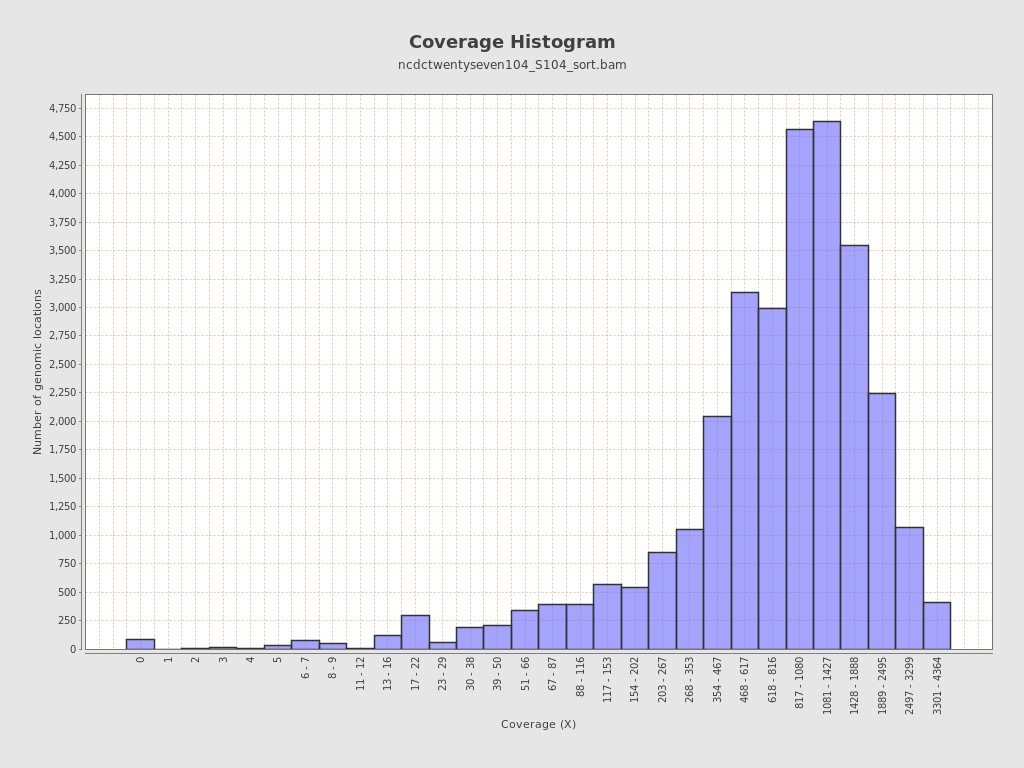 Coverage Histogram
ncdctwentyseven104_S104_sort.bam
4,750
4,500
4,250
4,000
3,750
3,500
3,250
3,000
2,750
2,500
2,250
2,000
1,750
1,500
1,250
1,000
750
500
250
0
Number of genomic locations
0
1
2
3
4
5
6 - 7
8 - 9
11 - 12
13 - 16
17 - 22
23 - 29
30 - 38
39 - 50
51 - 66
67 - 87
88 - 116
117 - 153
154 - 202
203 - 267
268 - 353
354 - 467
468 - 617
618 - 816
817 - 1080
1081 - 1427
1428 - 1888
1889 - 2495
2497 - 3299
3301 - 4364
Coverage (X)